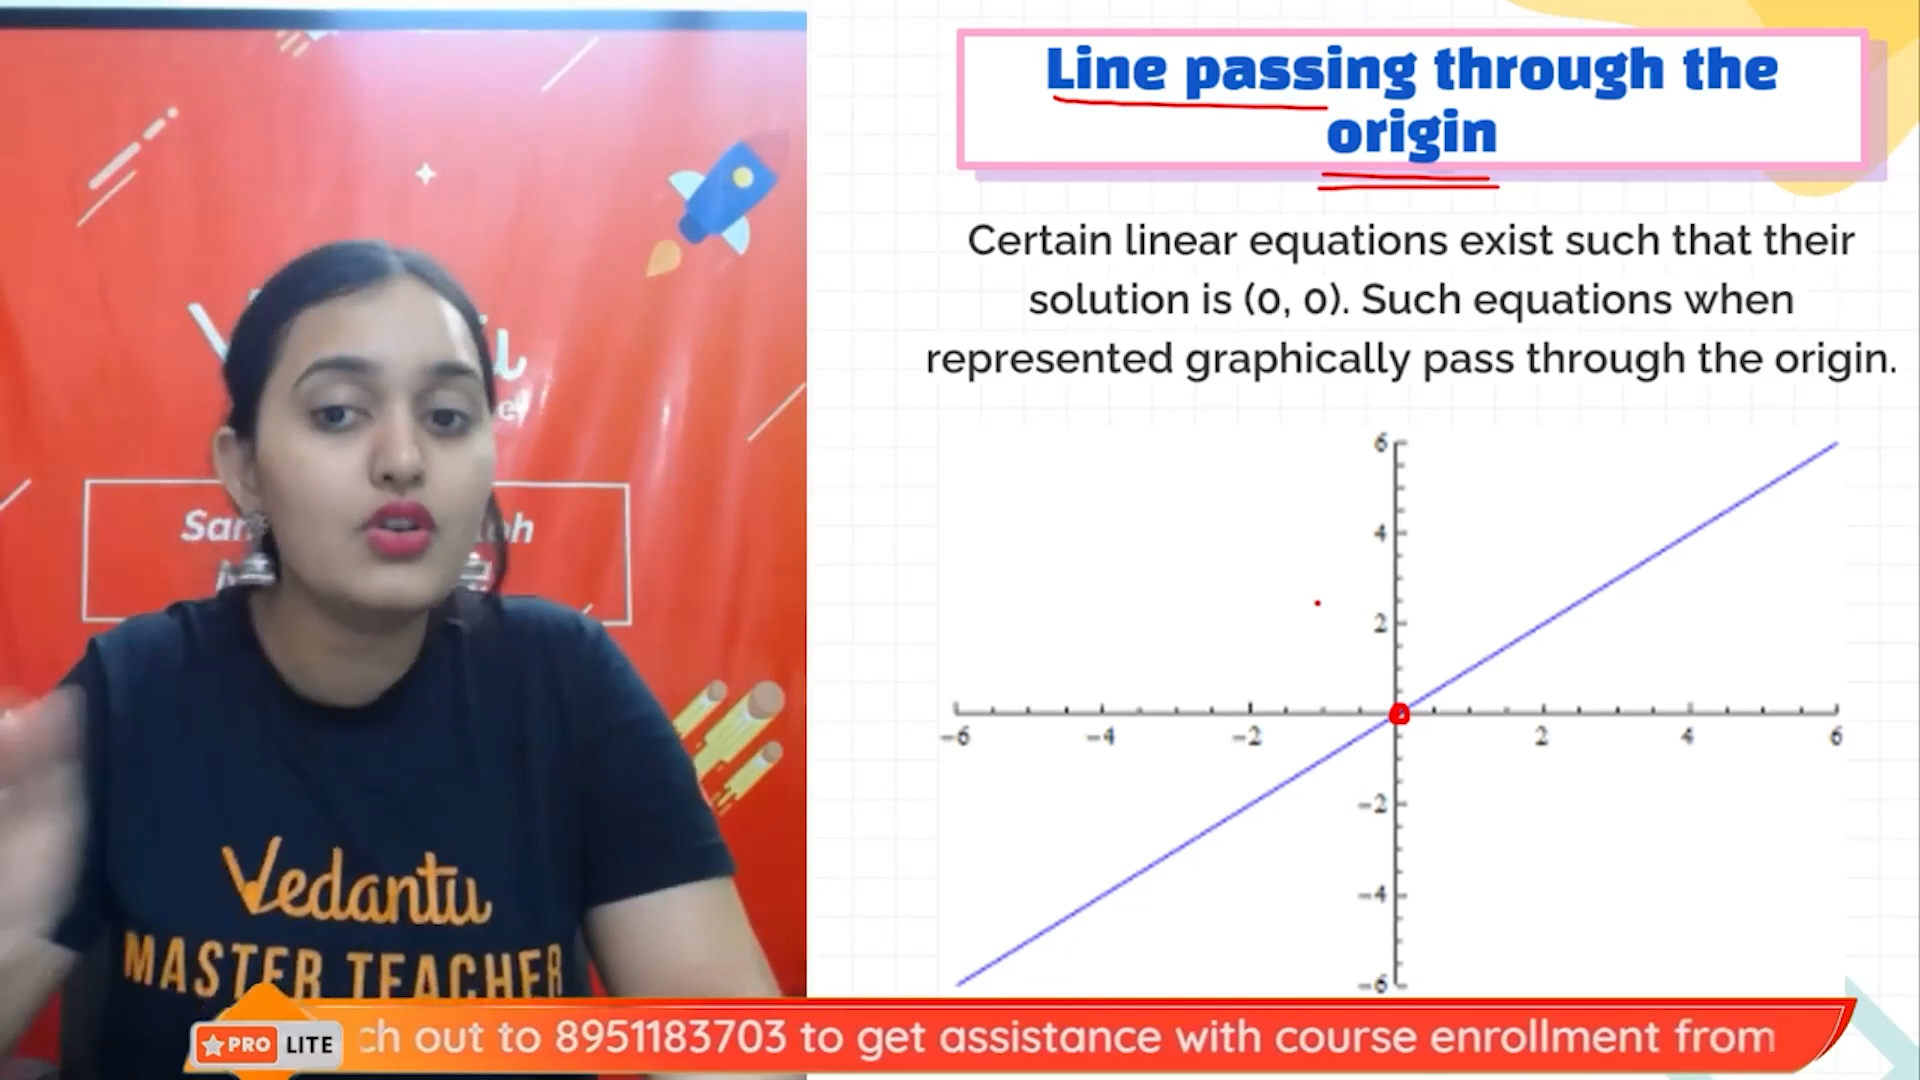 Line passing through the
origin
Certain linear equations exist such that their
solution is (0, 0). Such equations when
represented graphically pass through the origin.
6
4
2
-6
-4
-2
2
4
6
-2
-4
-6
Vedantu
MASTER TEACHER
PRO LITE
ch out to 8951183703 to get assistance with course enrollment from